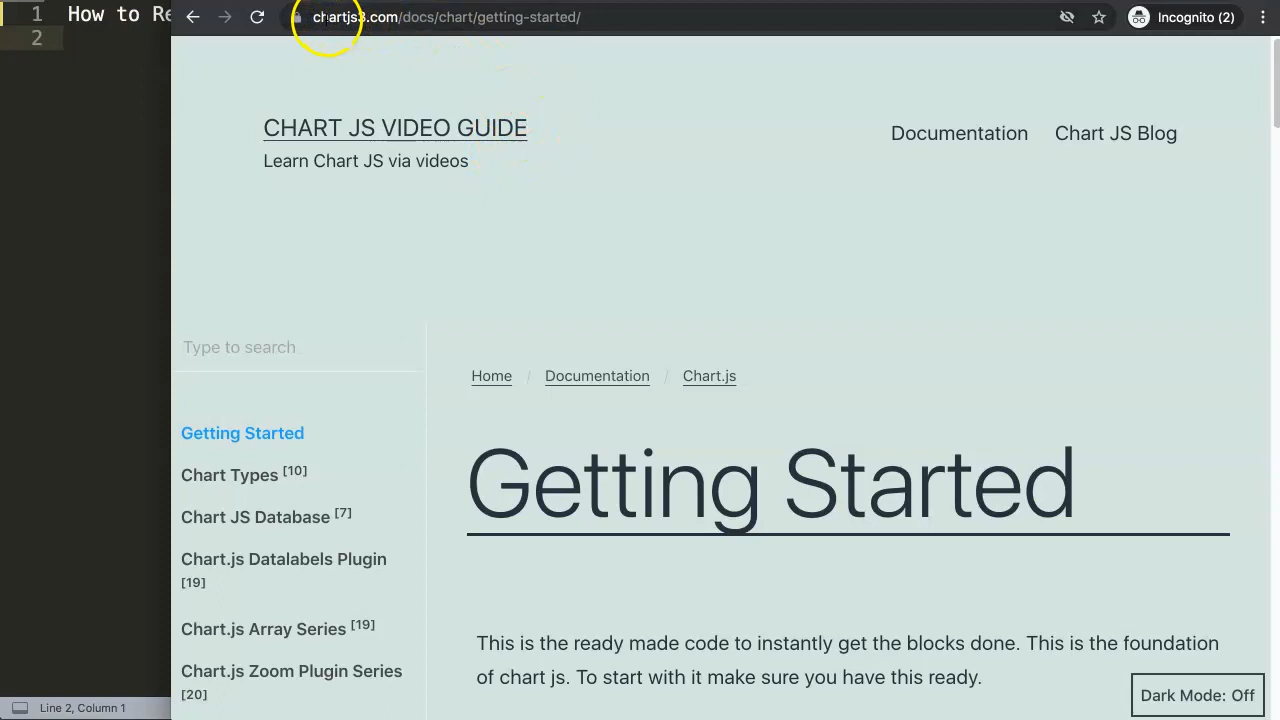 1 How to Re
2
chartjs3.com/docs/chart/getting-started/
Incognito (2)
CHART JS VIDEO GUIDE
Learn Chart JS via videos
Documentation
Chart JS Blog
Type to search
Home / Documentation / Chart.js
Getting Started
Chart Types [10]
Chart JS Database [7]
Chart.js Datalabels Plugin
[19]
Chart.js Array Series [19]
Chart.js Zoom Plugin Series
[20]
Getting Started
This is the ready made code to instantly get the blocks done. This is the foundation
of chart js. To start with it make sure you have this ready.
Dark Mode: Off
Line 2, Column 1